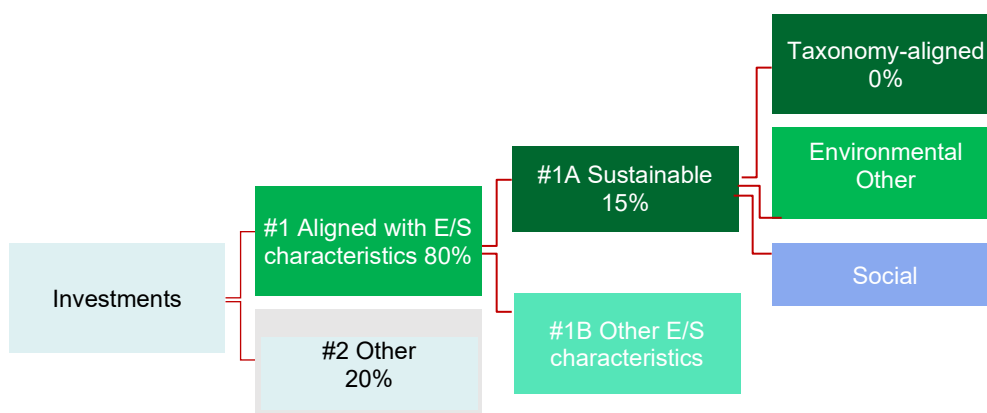 Investments
#1 Aligned with E/S
characteristics 80%
#2 Other
20%
#1A Sustainable
15%
#1B Other E/S
characteristics
Taxonomy-aligned
0%
Environmental
Other
Social